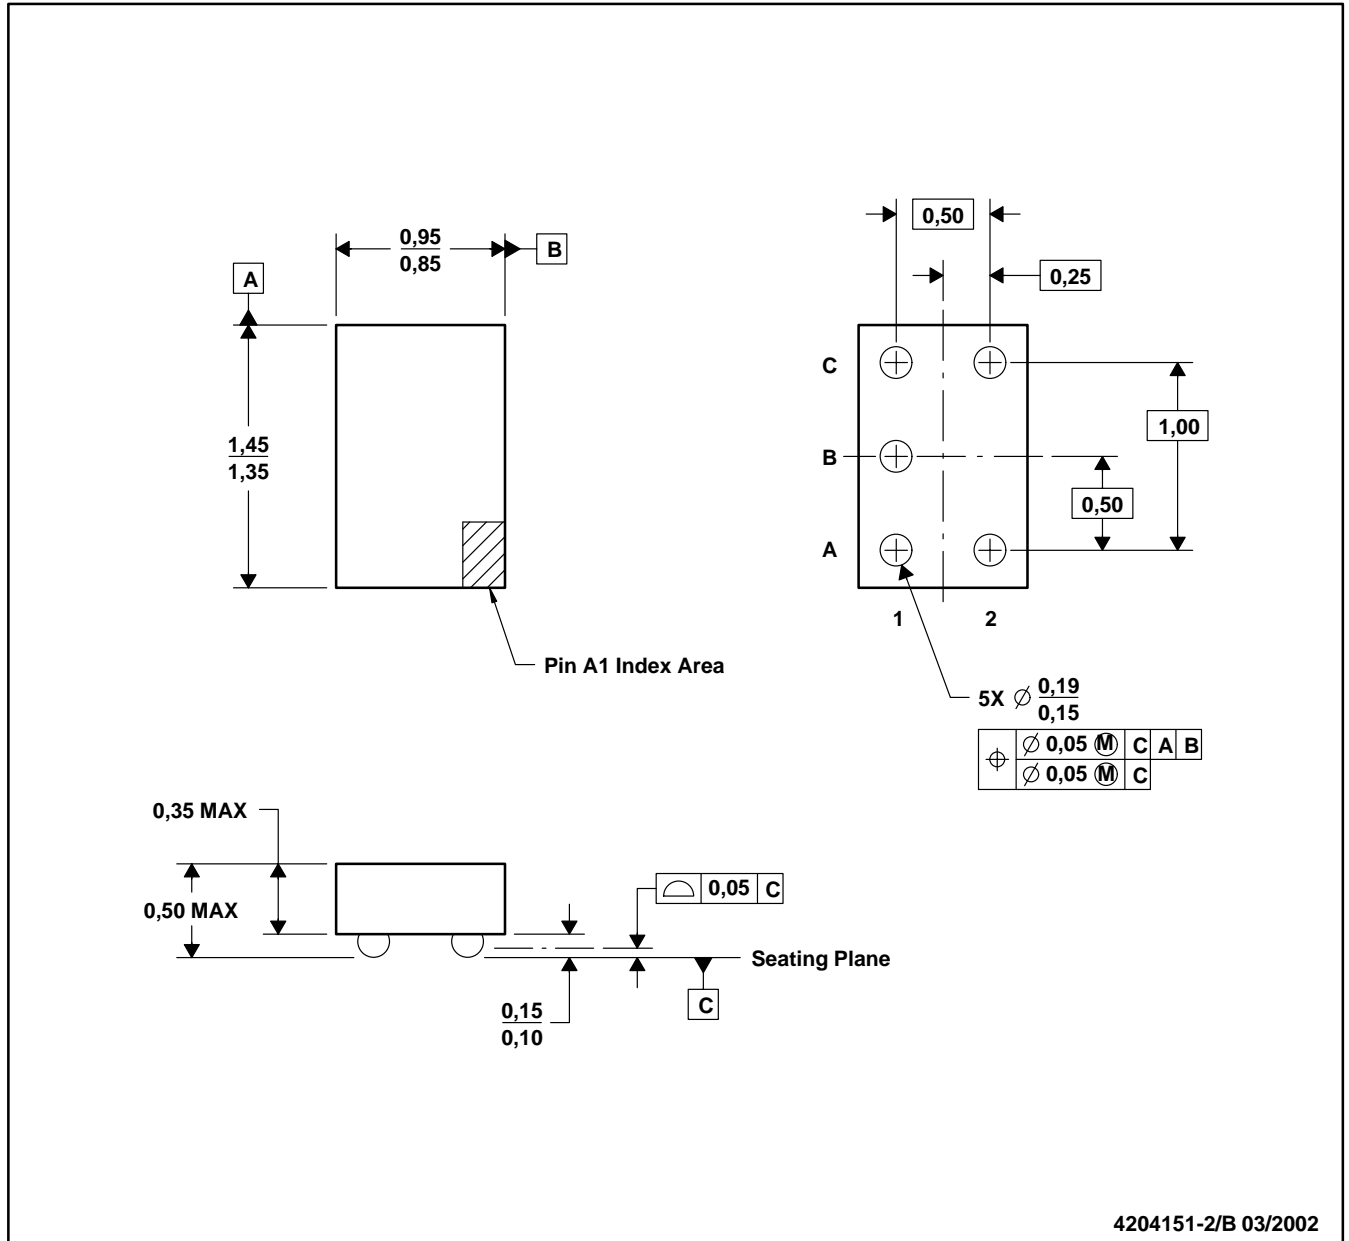 0,95
0,85
B
A
1,45
1,35
Pin A1 Index Area
0,50
0,25
C
B
A
1,00
0,50
1 2
5X ∅ 0,19
0,15
⌖ ∅ 0,05 Ⓜ C A B
∅ 0,05 Ⓜ C
0,35 MAX
0,50 MAX
⌓ 0,05 C
Seating Plane
C
0,15
0,10
4204151-2/B 03/2002